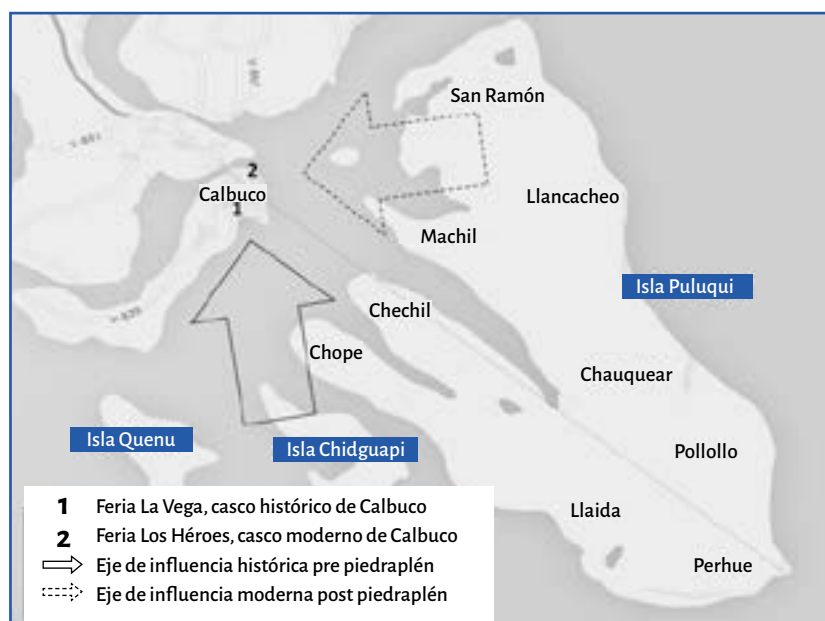 San Ramón
2
Calbuco
1
Llancacheo
Machil
Isla Puluqui
Chechil
Chope
Chauquear
Isla Quenu
Isla Chidguapi
Pollollo
Llaida
Perhue
1 Feria La Vega, casco histórico de Calbuco
2 Feria Los Héroes, casco moderno de Calbuco
Eje de influencia histórica pre piedraplén
Eje de influencia moderna post piedraplén